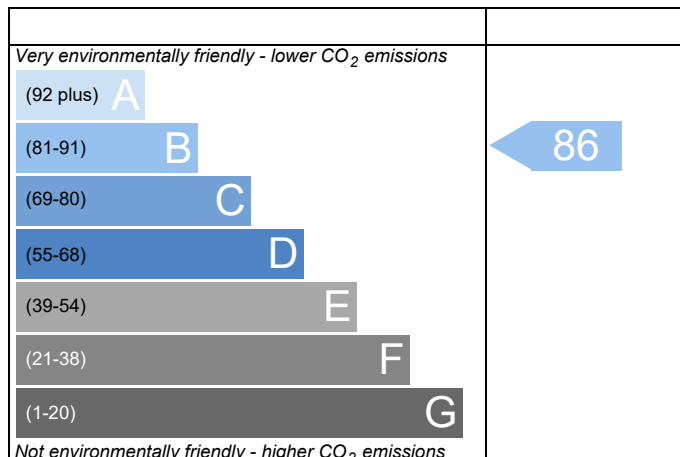 Very environmentally friendly - lower CO2 emissions
(92 plus) A
(81-91) B
86
(69-80) C
(55-68) D
(39-54) E
(21-38) F
(1-20) G
Not environmentally friendly - higher CO2 emissions